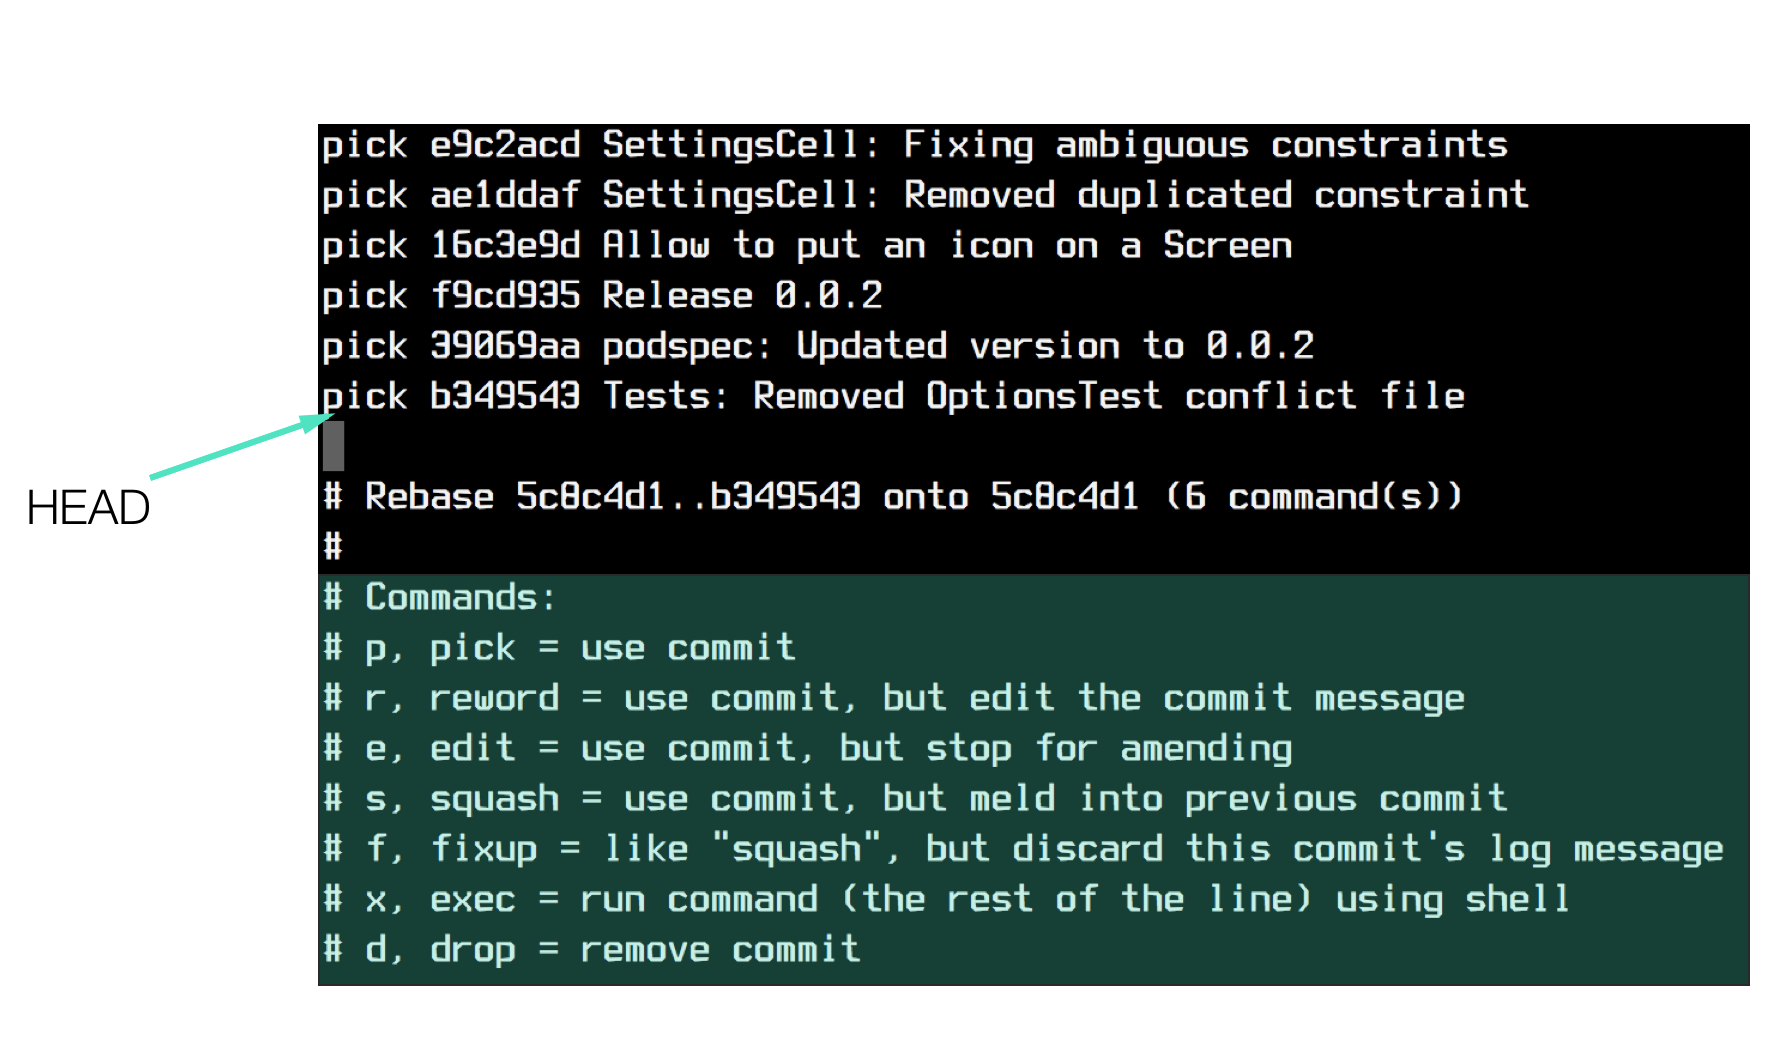 pick e9c2acd SettingsCell: Fixing ambiguous constraints
pick ae1ddaf SettingsCell: Removed duplicated constraint
pick 16c3e9d Allow to put an icon on a Screen
pick f9cd935 Release 0.0.2
pick 39069aa podspec: Updated version to 0.0.2
pick b349543 Tests: Removed OptionsTest conflict file
HEAD
# Rebase 5c8c4d1..b349543 onto 5c8c4d1 (6 command(s))
#
# Commands:
# p, pick = use commit
# r, reword = use commit, but edit the commit message
# e, edit = use commit, but stop for amending
# s, squash = use commit, but meld into previous commit
# f, fixup = like "squash", but discard this commit's log message
# x, exec = run command (the rest of the line) using shell
# d, drop = remove commit